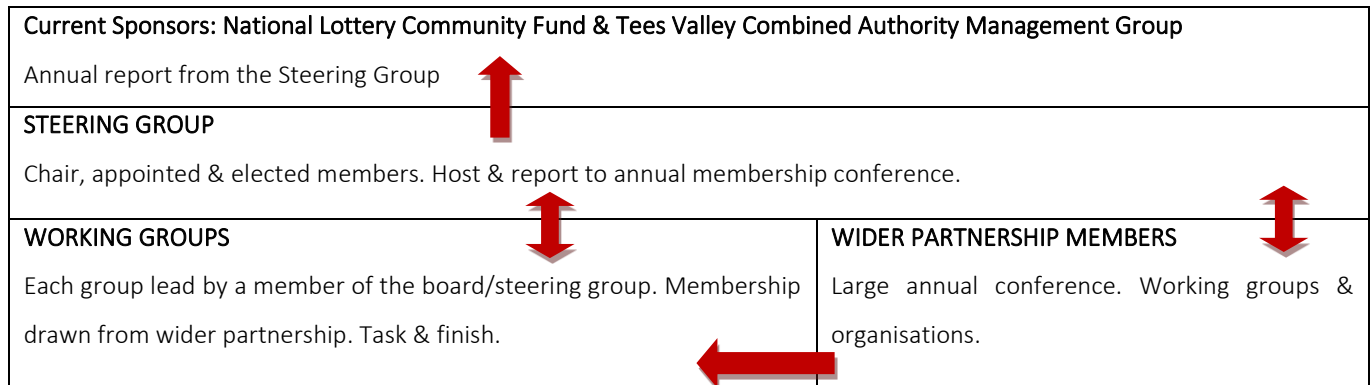 Current Sponsors: National Lottery Community Fund & Tees Valley Combined Authority Management Group
Annual report from the Steering Group
STEERING GROUP
Chair, appointed & elected members. Host & report to annual membership conference.
WORKING GROUPS
Each group lead by a member of the board/steering group. Membership
drawn from wider partnership. Task & finish.
WIDER PARTNERSHIP MEMBERS
Large annual conference. Working groups &
organisations.